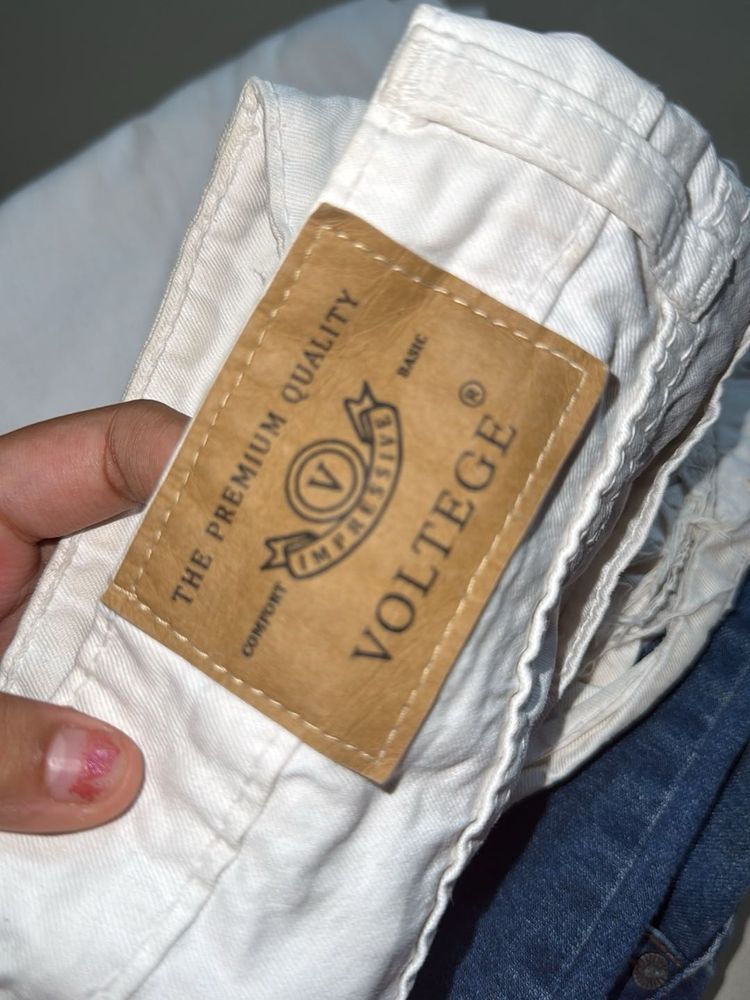 THE PREMIUM QUALITY
COMFORT BASIC
V
IMPRESSIVE
VOLTEGE ®